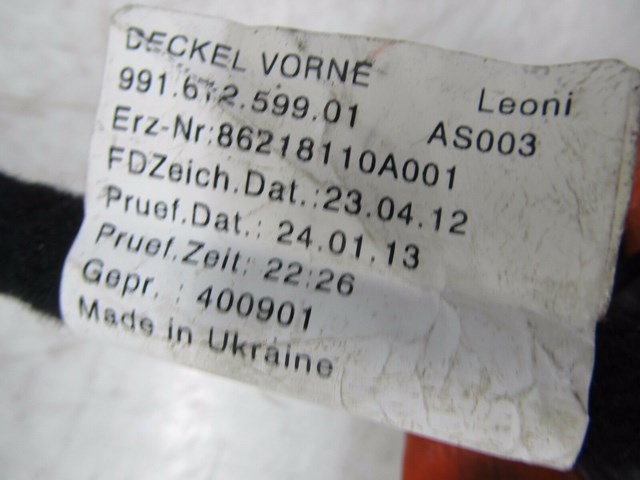 DECKEL VORNE
991.612.599.01 Leoni
Erz-Nr:86218110A001 AS003
FDZeich.Dat.:23.04.12
Pruef.Dat.: 24.01.13
Pruef.Zeit: 22:26
Gepr. : 400901
Made in Ukraine